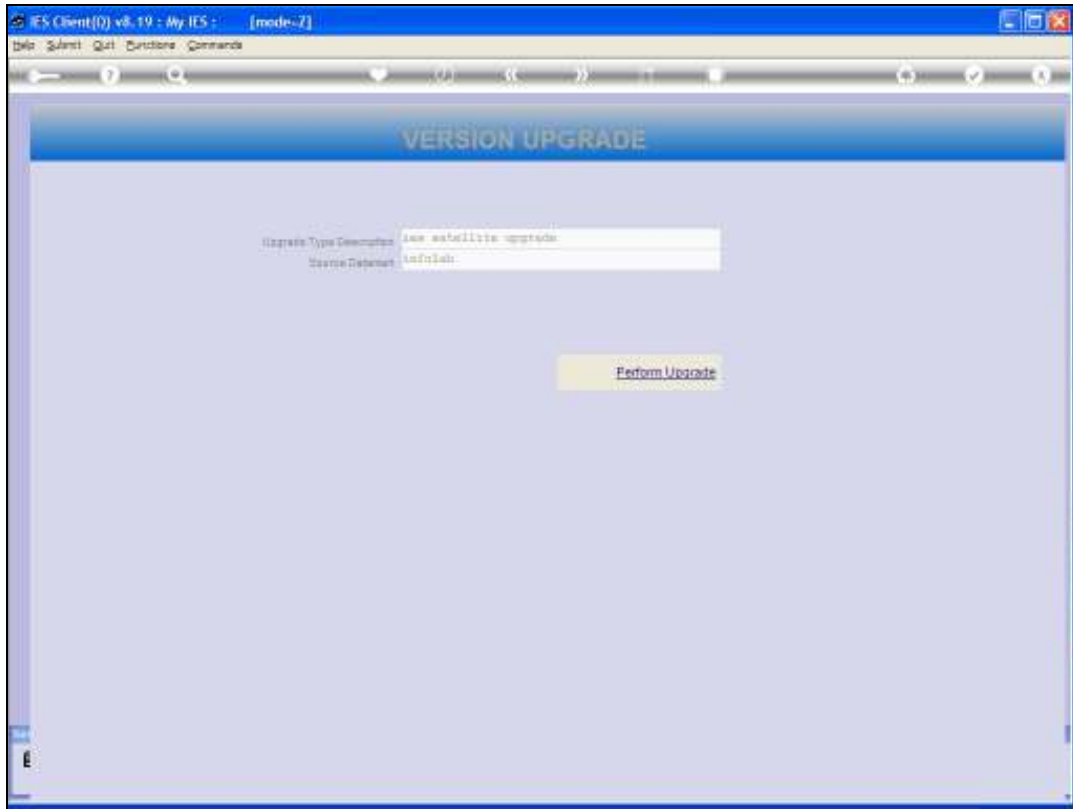 IES Client(Q) v8.19 : My IES : [mode-Z]
Help Submit Quit Functions Commands
VERSION UPGRADE
Upgrade Type Description ies satellite upgrade
Source Datamart infolab
Perform Upgrade